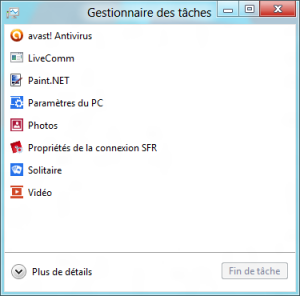 Gestionnaire des tâches
avast! Antivirus
LiveComm
Paint.NET
Paramètres du PC
Photos
Propriétés de la connexion SFR
Solitaire
Vidéo
Plus de détails
Fin de tâche